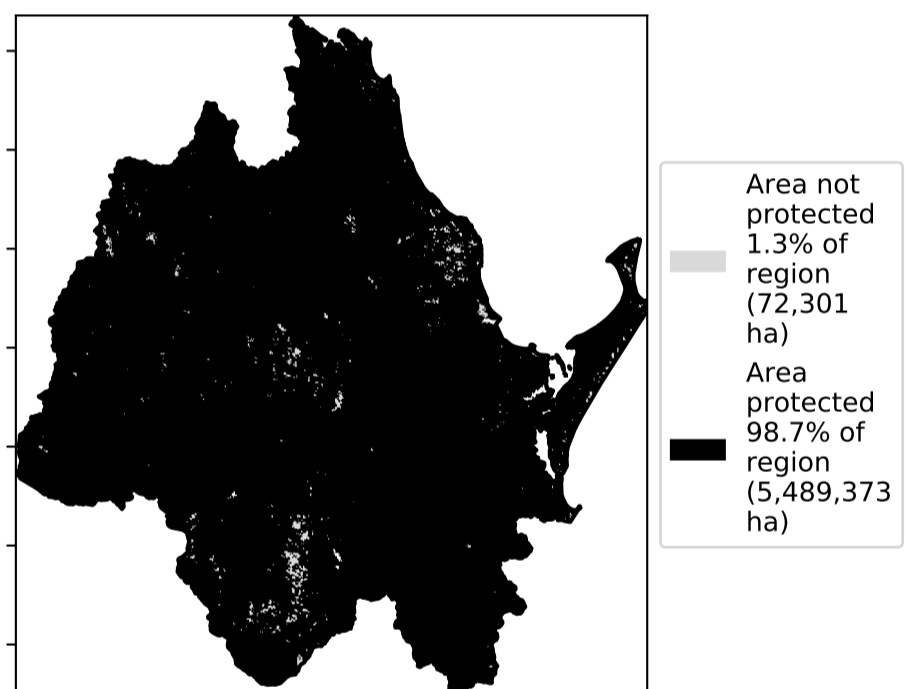 Area not
protected
1.3% of
region
(72,301
ha)
Area
protected
98.7% of
region
(5,489,373
ha)